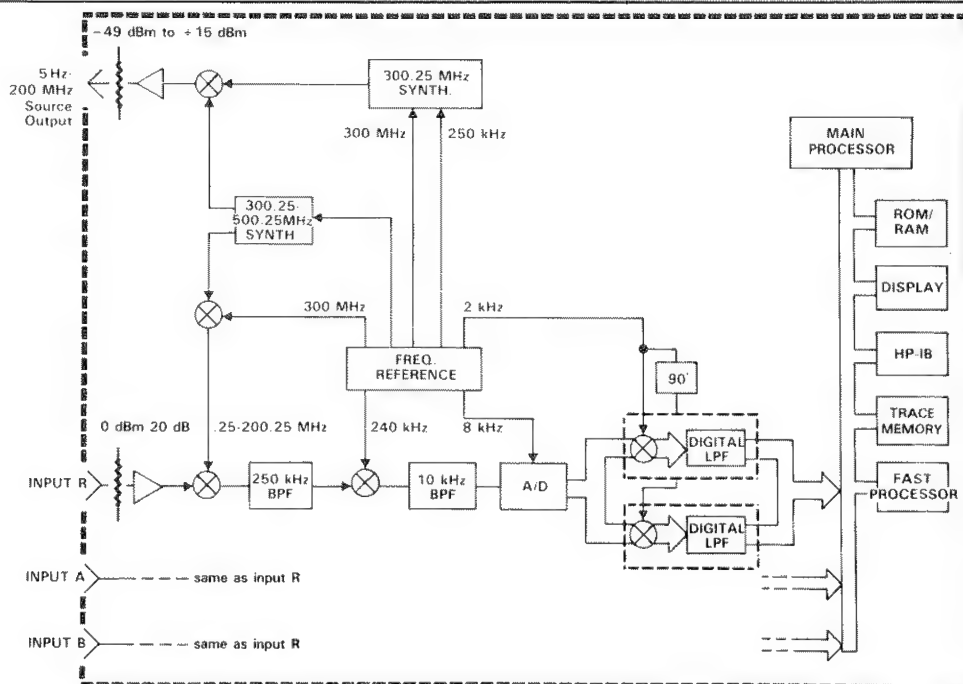 −49 dBm to +15 dBm
5 Hz-
200 MHz
Source
Output
300.25 MHz
SYNTH.
300 MHz
250 kHz
MAIN
PROCESSOR
300.25-
500.25MHz
SYNTH
ROM/
RAM
DISPLAY
300 MHz
2 kHz
HP-IB
FREQ.
REFERENCE
90°
TRACE
MEMORY
0 dBm 20 dB
.25-200.25 MHz
240 kHz
8 kHz
INPUT R
250 kHz
BPF
10 kHz
BPF
A/D
DIGITAL
LPF
FAST
PROCESSOR
DIGITAL
LPF
INPUT A
same as input R
INPUT B
same as input R